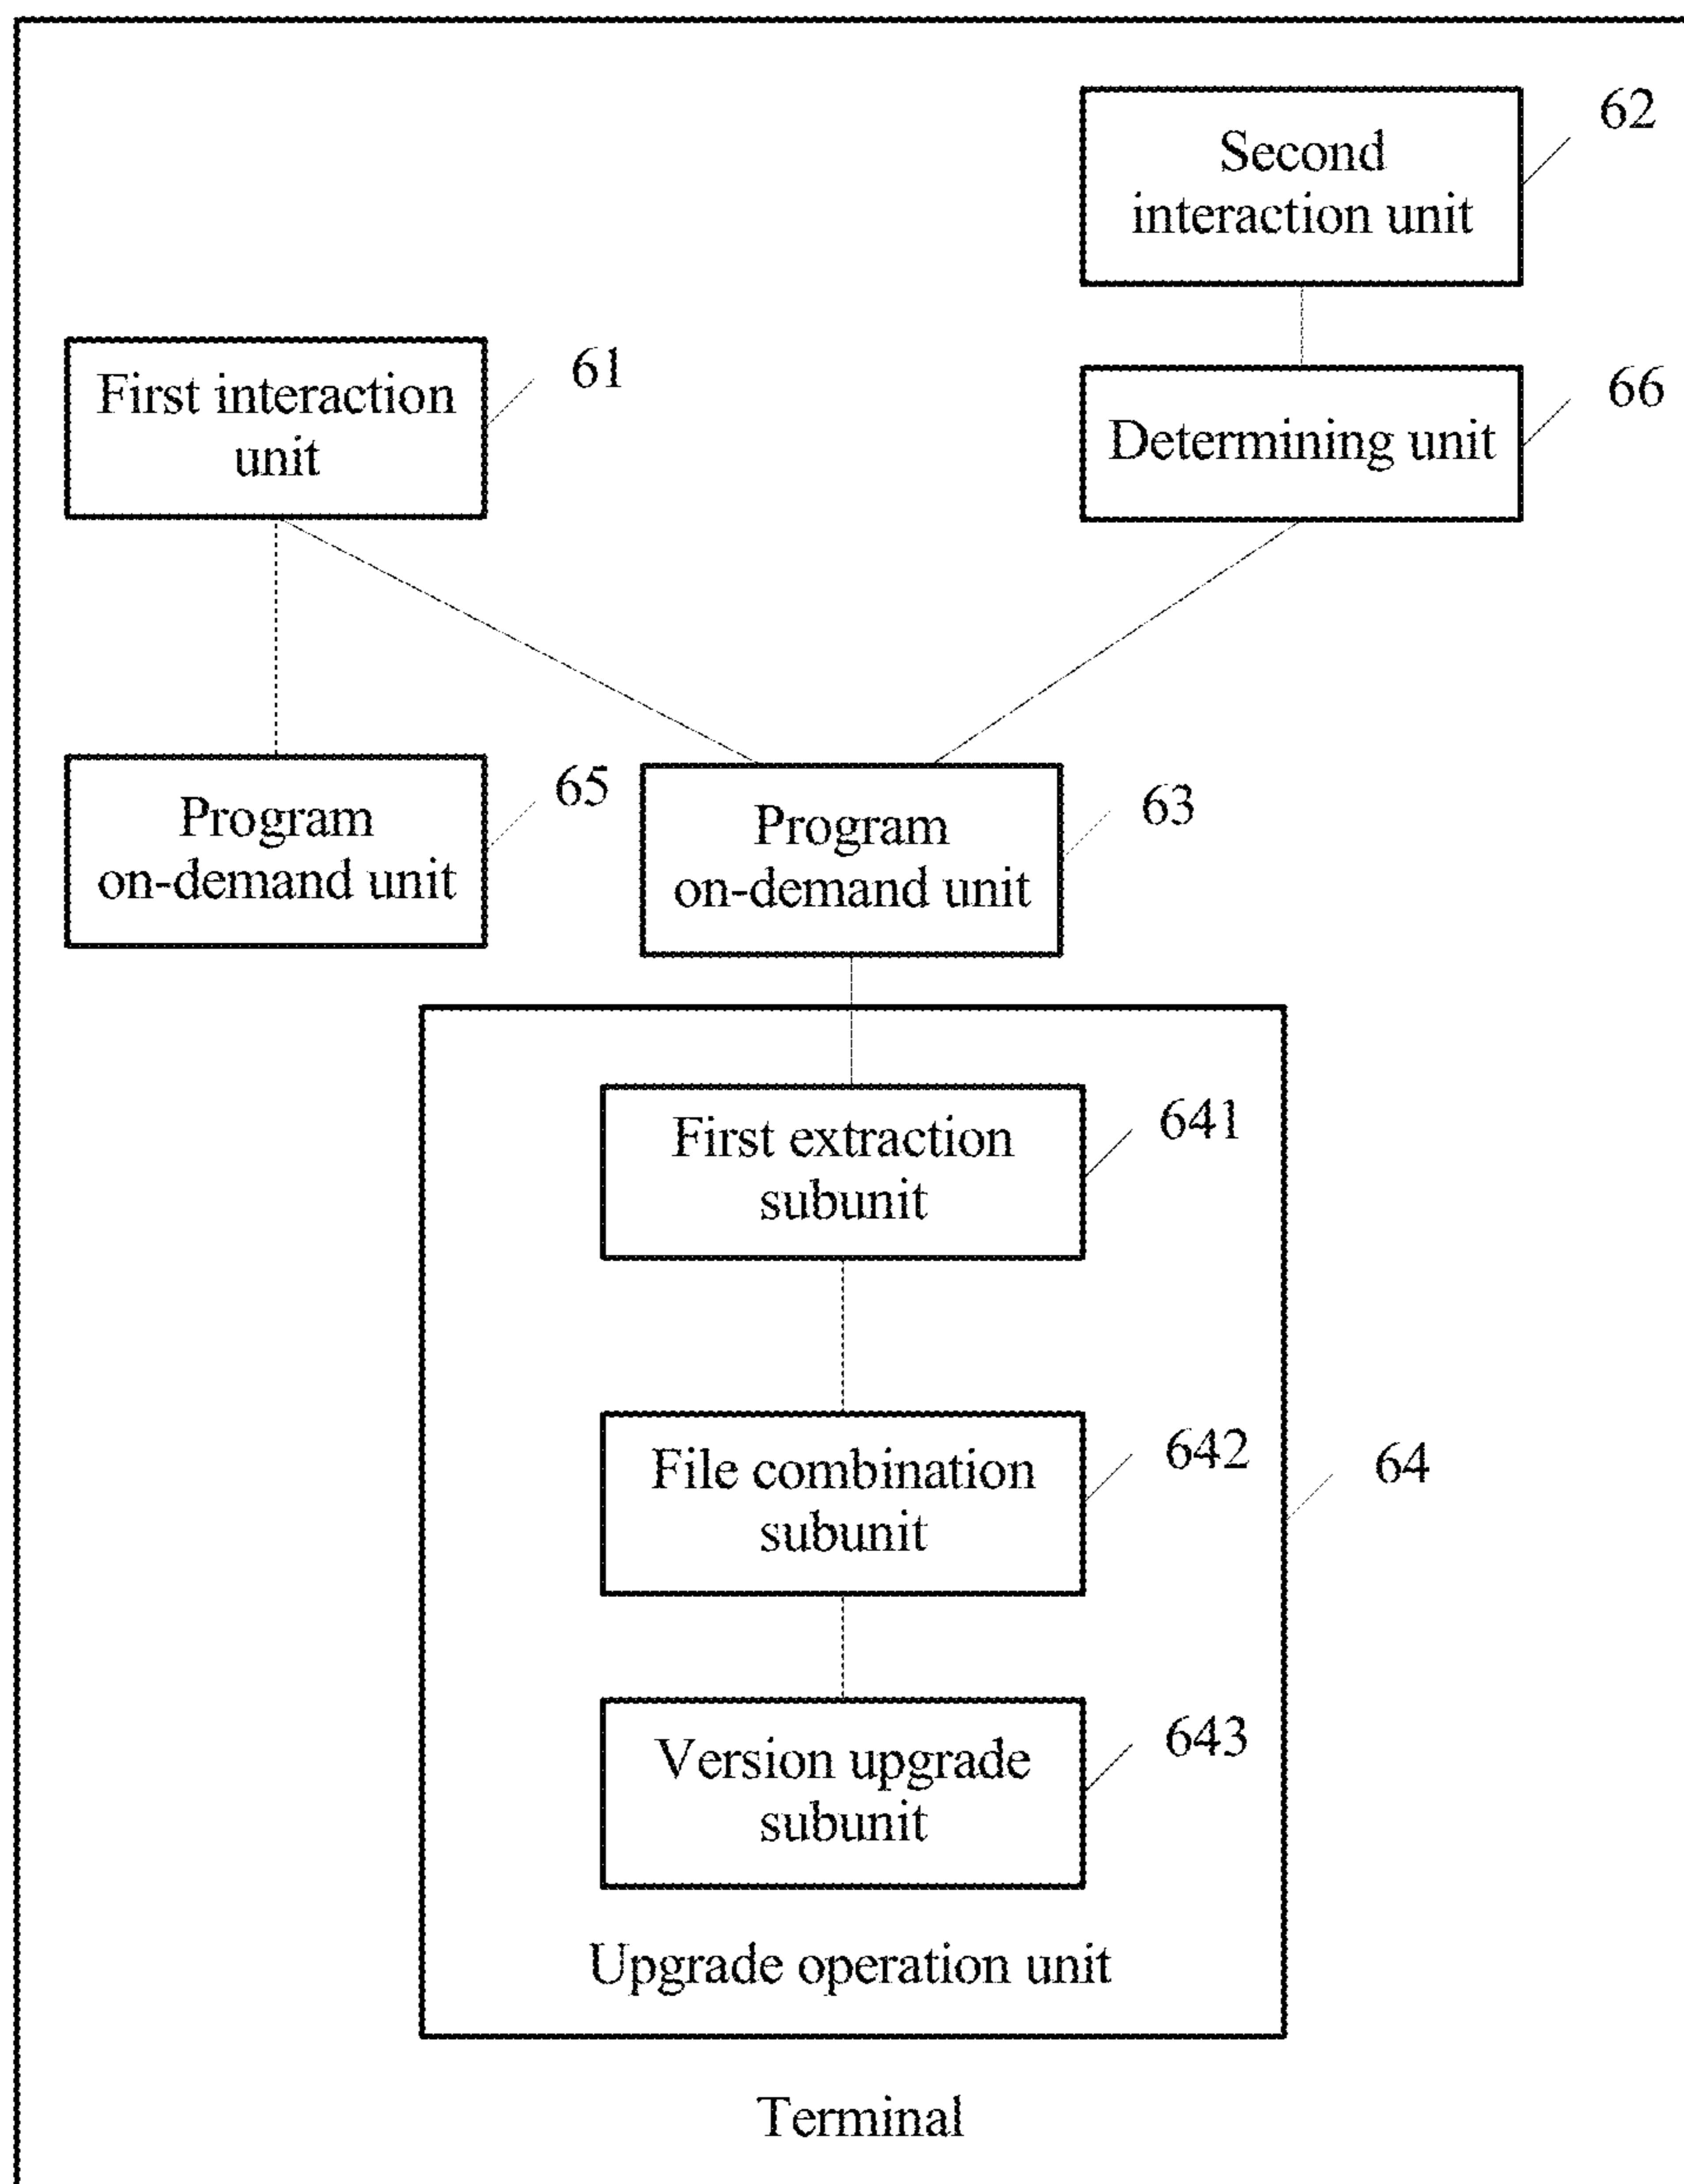 62
Second
interaction unit
61
First interaction
unit
66
Determining unit
65
Program
on-demand unit
63
Program
on-demand unit
641
First extraction
subunit
642
File combination
subunit
64
643
Version upgrade
subunit
Upgrade operation unit
Terminal